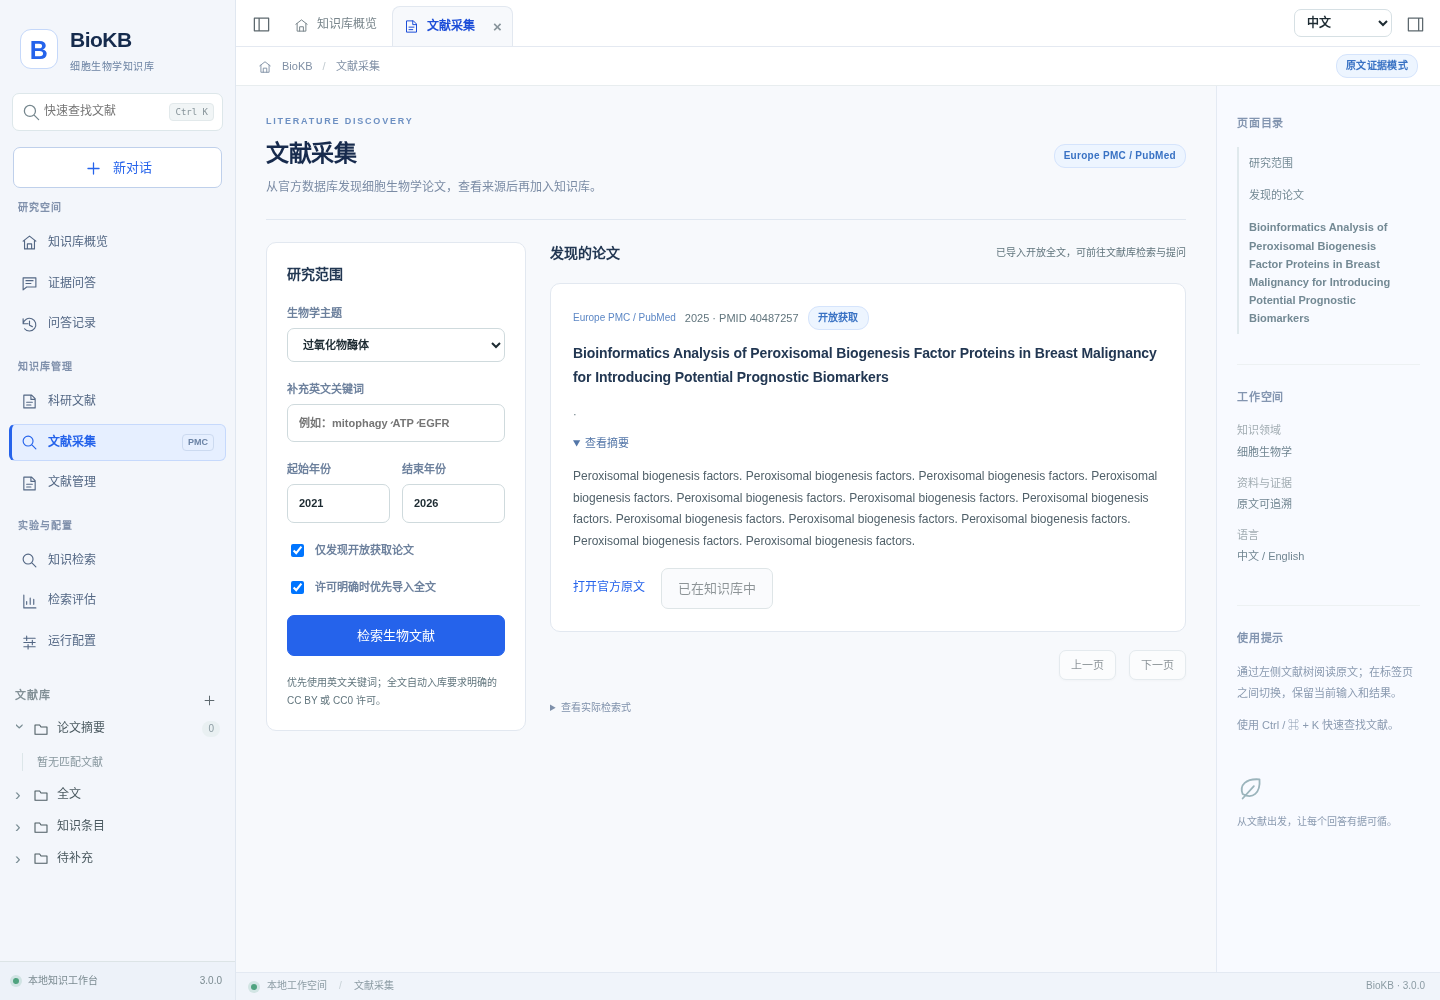 B
BioKB
细胞生物学知识库
快速查找文献
Ctrl K
新对话
研究空间
知识库概览
证据问答
问答记录
知识库管理
科研文献
文献采集
PMC
文献管理
实验与配置
知识检索
检索评估
运行配置
文献库
论文摘要
0
暂无匹配文献
全文
知识条目
待补充
本地知识工作台
3.0.0
知识库概览
文献采集
中文
BioKB / 文献采集
原文证据模式
LITERATURE DISCOVERY
文献采集
Europe PMC / PubMed
从官方数据库发现细胞生物学论文，查看来源后再加入知识库。
研究范围
生物学主题
过氧化物酶体
补充英文关键词
例如：mitophagy、ATP、EGFR
起始年份
结束年份
2021
2026
仅发现开放获取论文
许可明确时优先导入全文
检索生物文献
优先使用英文关键词；全文自动入库要求明确的
CC BY 或 CC0 许可。
发现的论文
已导入开放全文，可前往文献库检索与提问
Europe PMC / PubMed
2025 · PMID 40487257
开放获取
Bioinformatics Analysis of Peroxisomal Biogenesis Factor Proteins in Breast Malignancy
for Introducing Potential Prognostic Biomarkers
.
查看摘要
Peroxisomal biogenesis factors. Peroxisomal biogenesis factors. Peroxisomal biogenesis factors. Peroxisomal
biogenesis factors. Peroxisomal biogenesis factors. Peroxisomal biogenesis factors. Peroxisomal biogenesis
factors. Peroxisomal biogenesis factors. Peroxisomal biogenesis factors. Peroxisomal biogenesis factors.
Peroxisomal biogenesis factors. Peroxisomal biogenesis factors.
打开官方原文
已在知识库中
上一页
下一页
查看实际检索式
页面目录
研究范围
发现的论文
Bioinformatics Analysis of
Peroxisomal Biogenesis
Factor Proteins in Breast
Malignancy for Introducing
Potential Prognostic
Biomarkers
工作空间
知识领域
细胞生物学
资料与证据
原文可追溯
语言
中文 / English
使用提示
通过左侧文献树阅读原文；在标签页
之间切换，保留当前输入和结果。
使用 Ctrl / ⌘ + K 快速查找文献。
从文献出发，让每个回答有据可循。
本地工作空间 / 文献采集
BioKB · 3.0.0